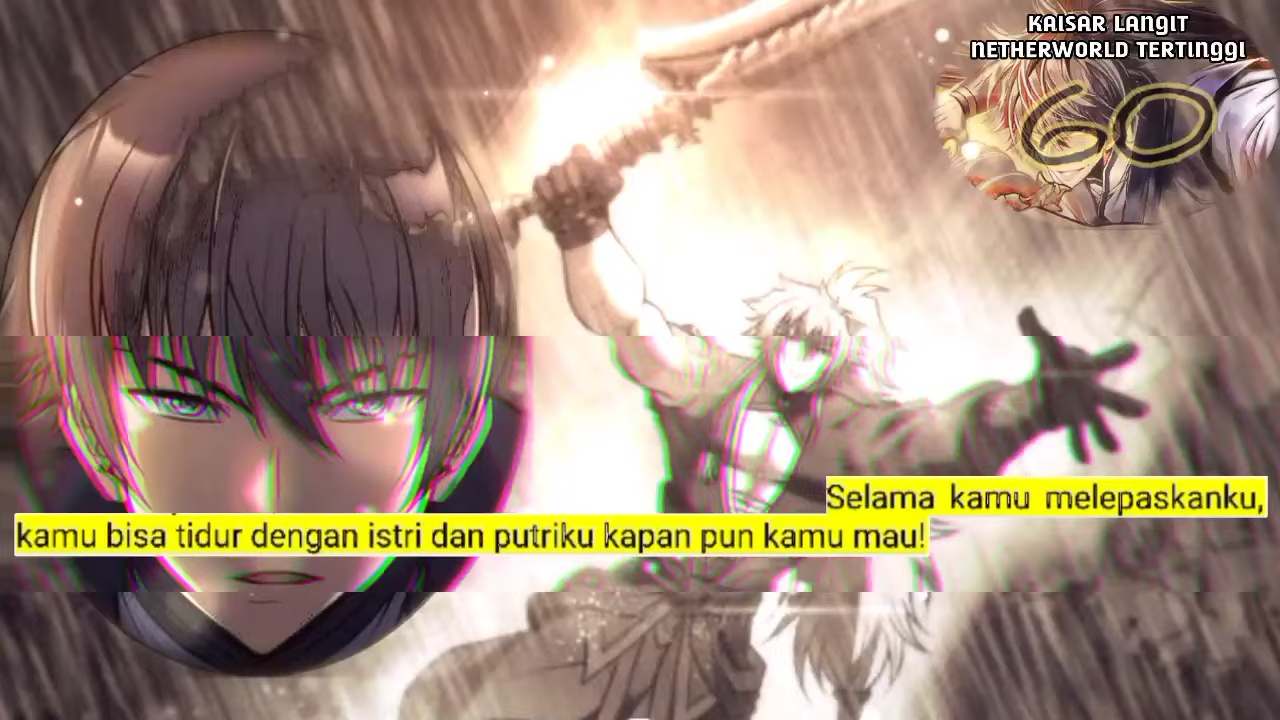 KAISAR LANGIT
NETHERWORLD TERTINGGI
60
Selama kamu melepaskanku,
kamu bisa tidur dengan istri dan putriku kapan pun kamu mau!